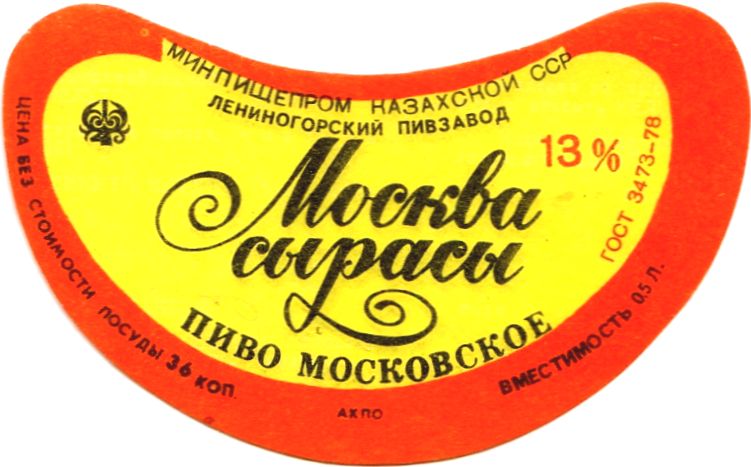 МИНПИЩЕПРОМ КАЗАХСКОЙ ССР
ЛЕНИНОГОРСКИЙ ПИВЗАВОД
13 %
ГОСТ 3473-78
Москва
сырасы
ПИВО МОСКОВСКОЕ
ЦЕНА БЕЗ СТОИМОСТИ ПОСУДЫ 36 КОП.
ВМЕСТИМОСТЬ 0,5 Л.
АКПО